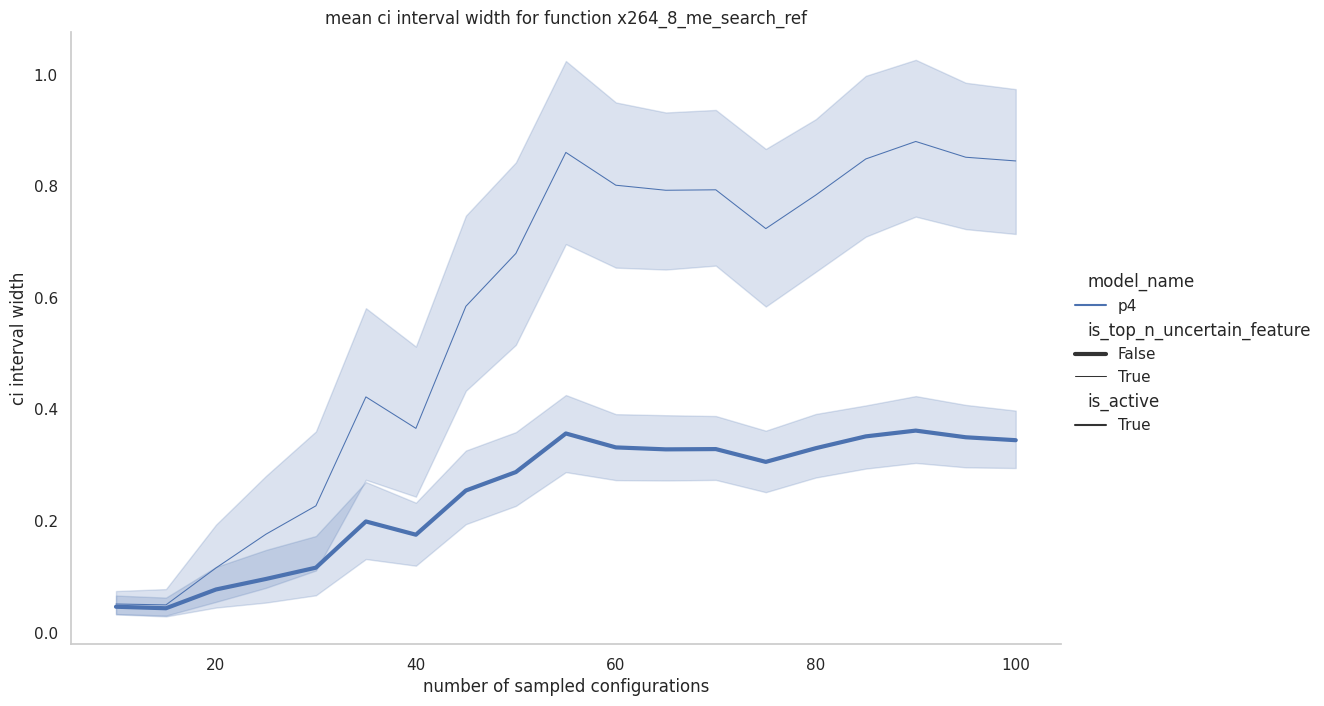 mean ci interval width for function x264_8_me_search_ref
1.0
0.8
0.6
0.4
0.2
0.0
ci interval width
20
40
60
80
100
number of sampled configurations
model_name
p4
is_top_n_uncertain_feature
False
True
is_active
True